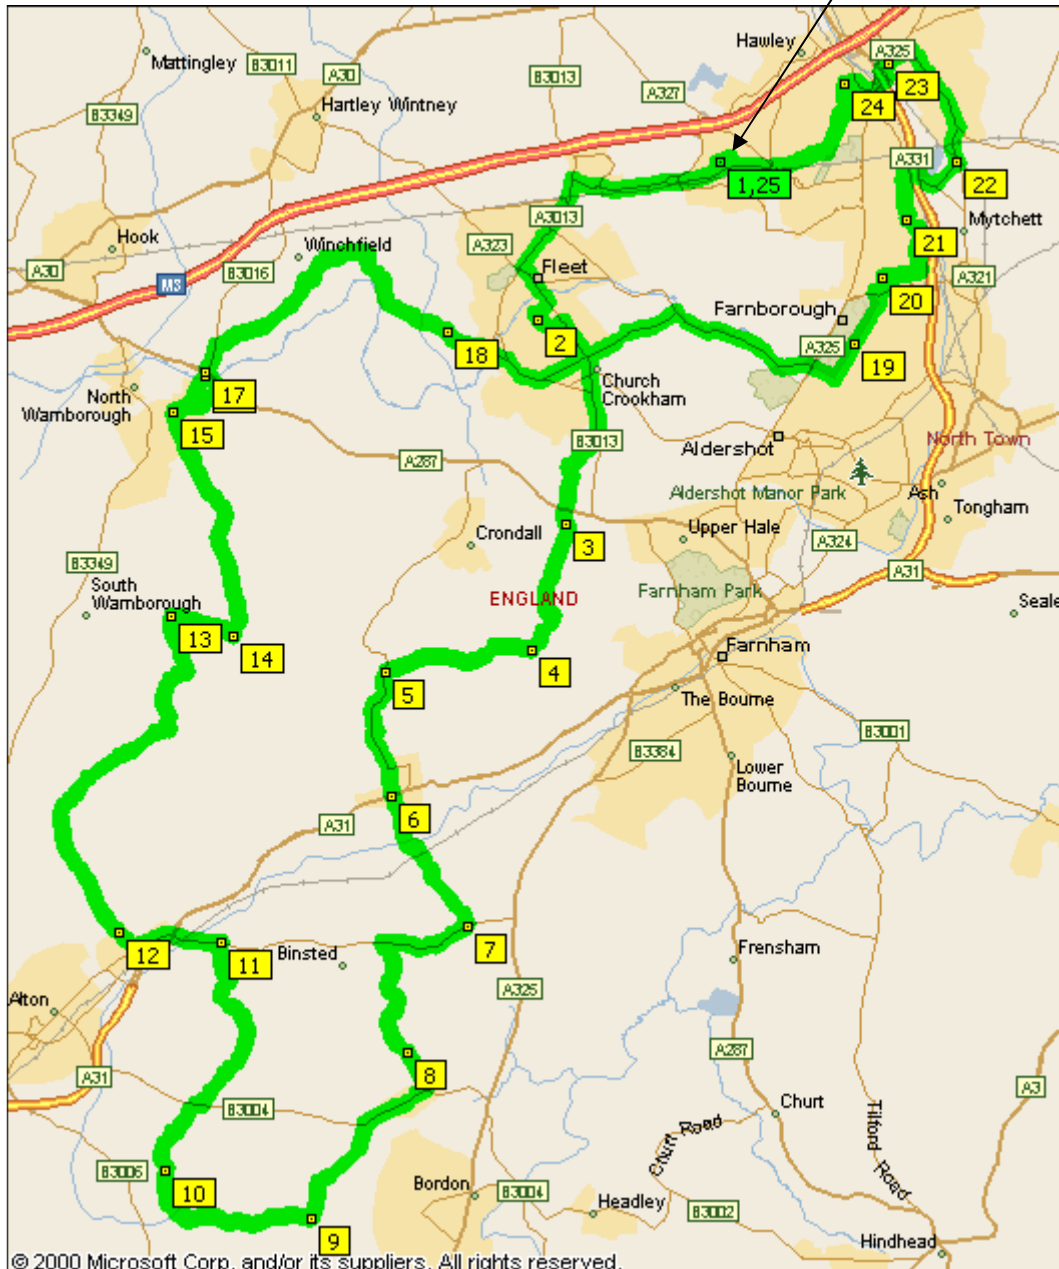 Hawley
A325
Mattingley
B3011
A30
B3013
A327
23
Hartley Wintney
24
B3349
A331
1,25
22
A3013
Mytchett
Hook
Winchfield
A323
21
A30
B3016
Fleet
A321
M3
20
Farnborough
2
18
A325
19
North
Warnborough
17
Church
Crookham
15
B3013
Aldershot
North Town
A287
Aldershot Manor Park
Ash
Crondall
3
Upper Hale
Tongham
A324
B3349
A31
South
Warnborough
ENGLAND
Farnham Park
Seale
13
14
4
Farnham
5
The Bourne
B3001
B3384
Lower
Bourne
6
A31
7
12
11
Binsted
Frensham
Alton
A325
8
A287
A31
A3
B3004
Churt
Churt Road
Tilford Road
B3006
10
Bordon
B3004
Headley
B3002
9
Hindhead
© 2000 Microsoft Corp. and/or its suppliers. All rights reserved.